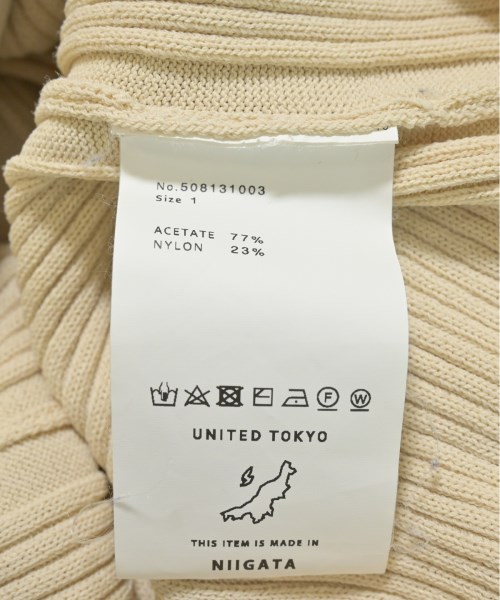 No.508131003
Size 1
ACETATE 77%
NYLON 23%
F W
UNITED TOKYO
THIS ITEM IS MADE IN
NIIGATA